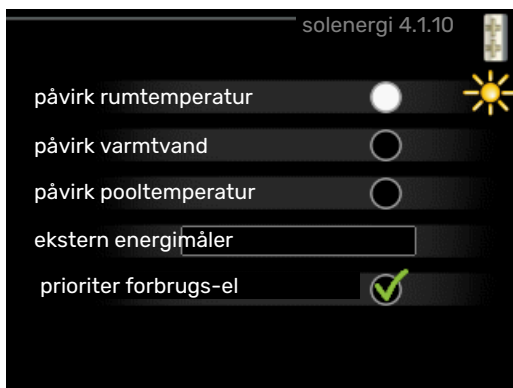 solenergi 4.1.10
påvirk rumtemperatur
påvirk varmtvand
påvirk pooltemperatur
ekstern energimåler
prioriter forbrugs-el